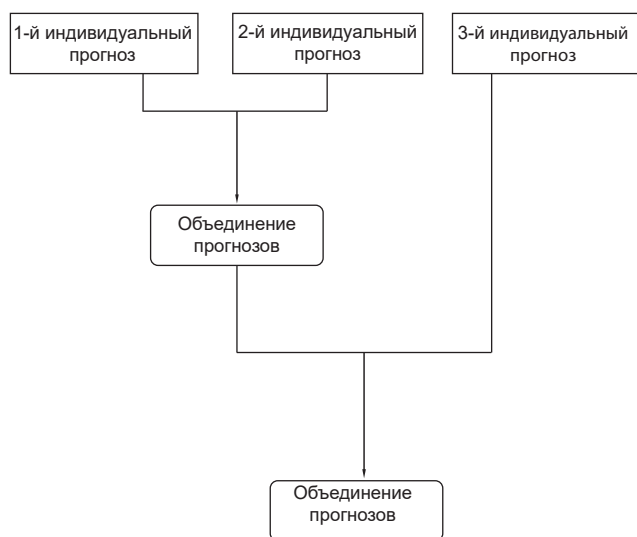 1-й индивидуальный
прогноз
2-й индивидуальный
прогноз
3-й индивидуальный
прогноз
Объединение
прогнозов
Объединение
прогнозов